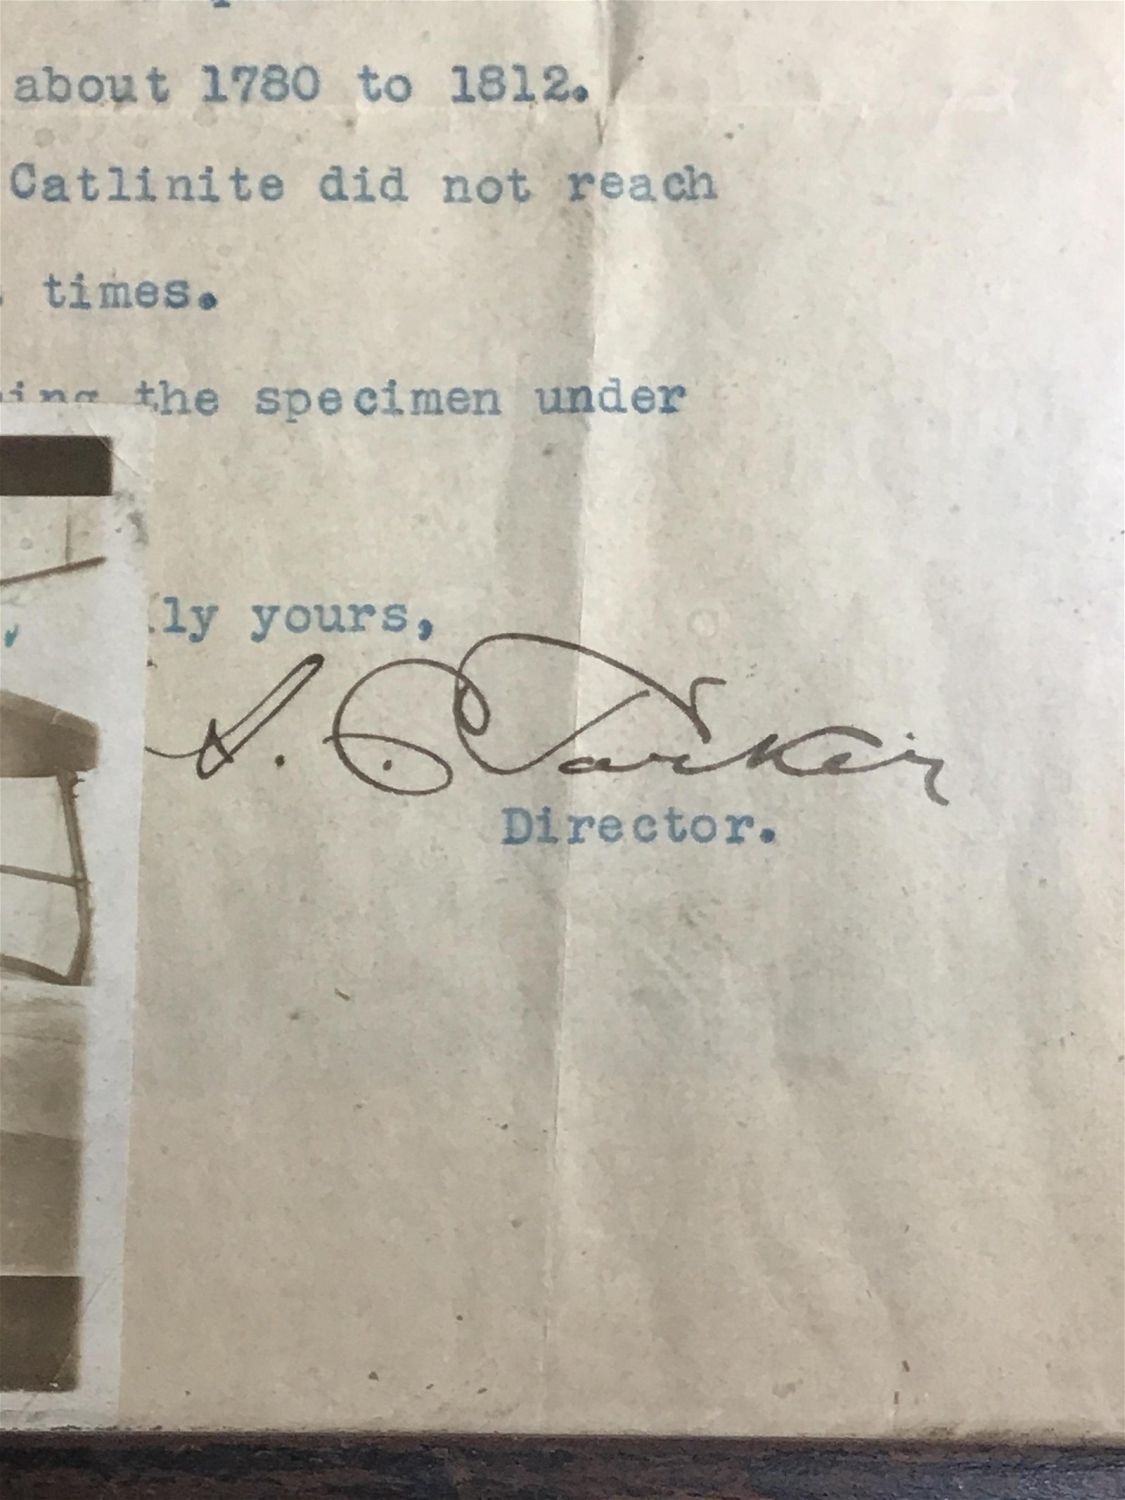 about 1780 to 1812.
Catlinite did not reach
times.
the specimen under
ly yours,
A. C. Parker
Director.